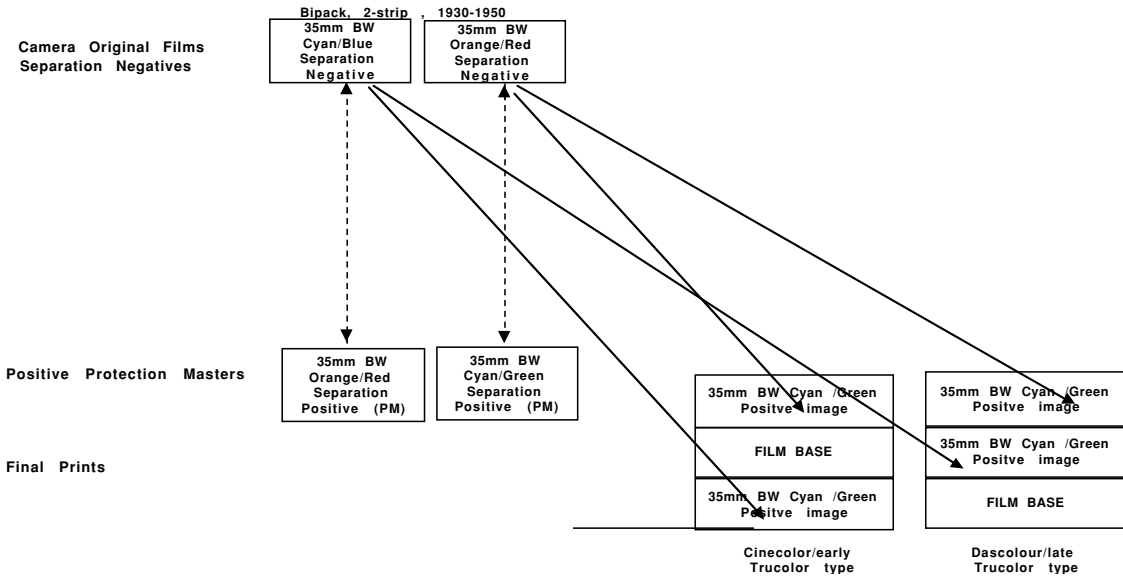 Bipack, 2-strip , 1930-1950
Camera Original Films
Separation Negatives
35mm BW
Cyan/Blue
Separation
Negative
35mm BW
Orange/Red
Separation
Negative
Positive Protection Masters
35mm BW
Orange/Red
Separation
Positive (PM)
35mm BW
Cyan/Green
Separation
Positive (PM)
Final Prints
35mm BW Cyan /Green
Positve image
FILM BASE
35mm BW Cyan /Green
Positve image
Cinecolor/early
Trucolor type
35mm BW Cyan /Green
Positve image
35mm BW Cyan /Green
Positve image
FILM BASE
Dascolour/late
Trucolor type